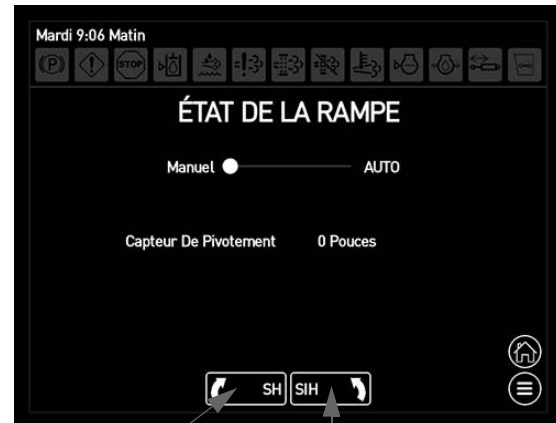 Mardi 9:06 Matin
(P) STOP
ÉTAT DE LA RAMPE
Manuel AUTO
Capteur De Pivotement 0 Pouces
SH SIH